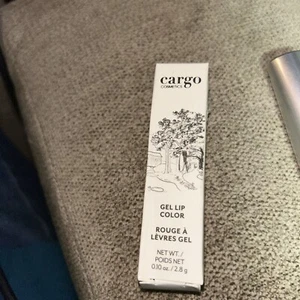 cargo
COSMETICS
GEL LIP
COLOR
ROUGE À
LÈVRES GEL
NET WT. /
POIDS NET
0.10 oz. / 2.8 g